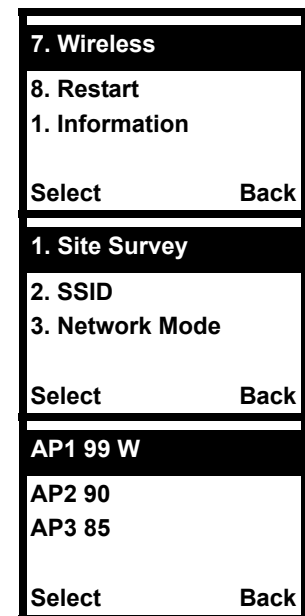 7. Wireless
8. Restart
1. Information
Select Back
1. Site Survey
2. SSID
3. Network Mode
Select Back
AP1 99 W
AP2 90
AP3 85
Select Back